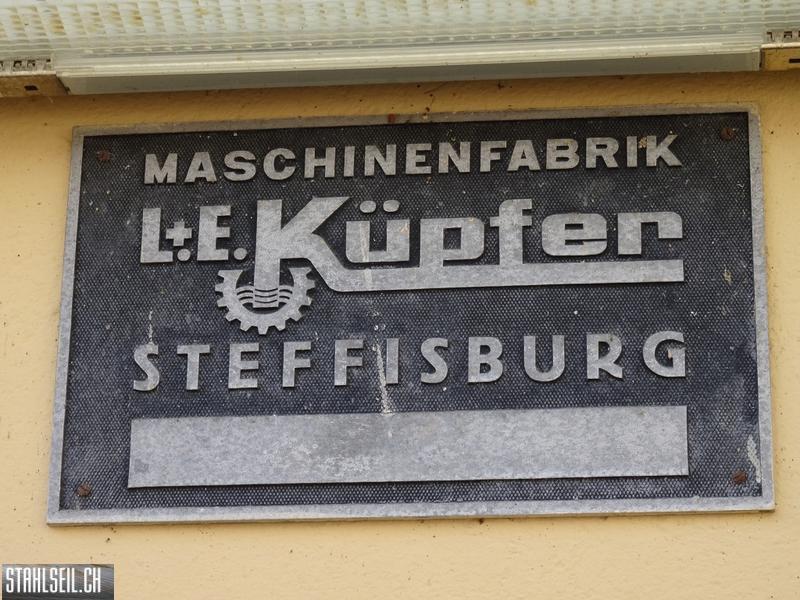 MASCHINENFABRIK
L.+E. Küpfer
STEFFISBURG
STAHLSEIL.CH